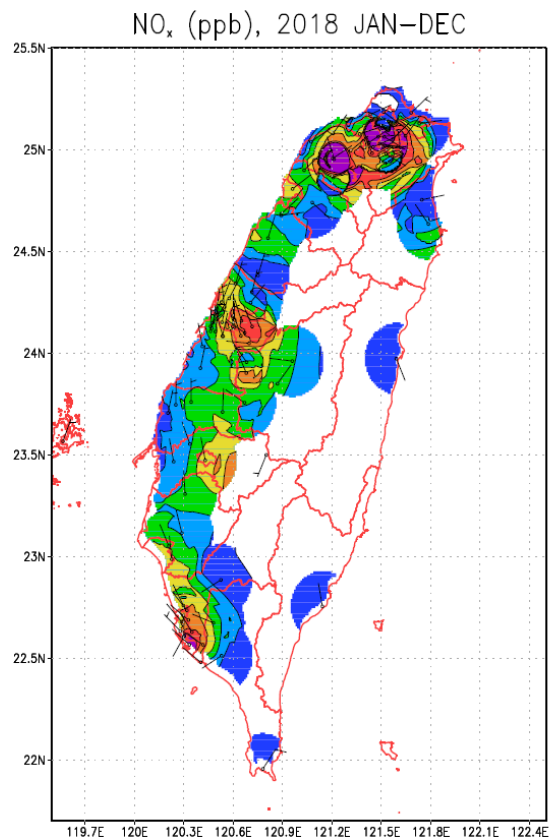 NOₓ (ppb), 2018 JAN-DEC
25.5N
25N
24.5N
24N
23.5N
23N
22.5N
22N
119.7E 120E 120.3E 120.6E 120.9E 121.2E 121.5E 121.8E 122.1E 122.4E